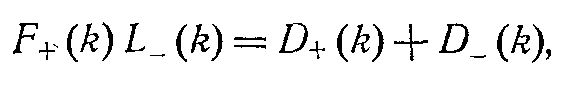 F₊(k) L₋(k) = D₊(k) + D₋(k),